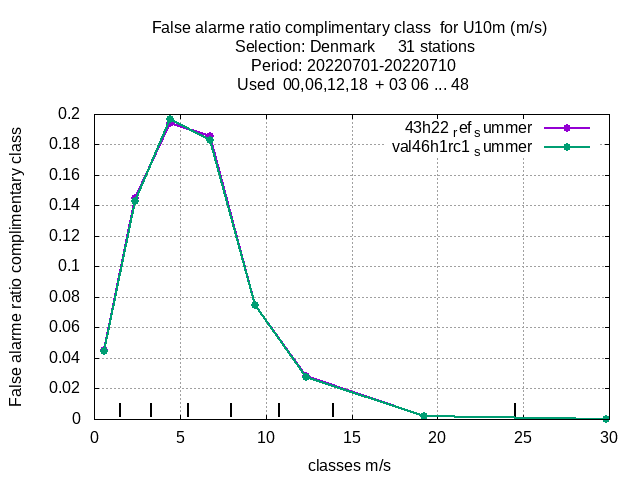 False alarme ratio complimentary class  for U10m (m/s)
Selection: Denmark     31 stations
Period: 20220701-20220710
Used  00,06,12,18  + 03 06 ... 48
43h22_ref_summer
val46h1rc1_summer
False alarme ratio complimentary class
0.2
0.18
0.16
0.14
0.12
0.1
0.08
0.06
0.04
0.02
0
0 5 10 15 20 25 30
classes m/s